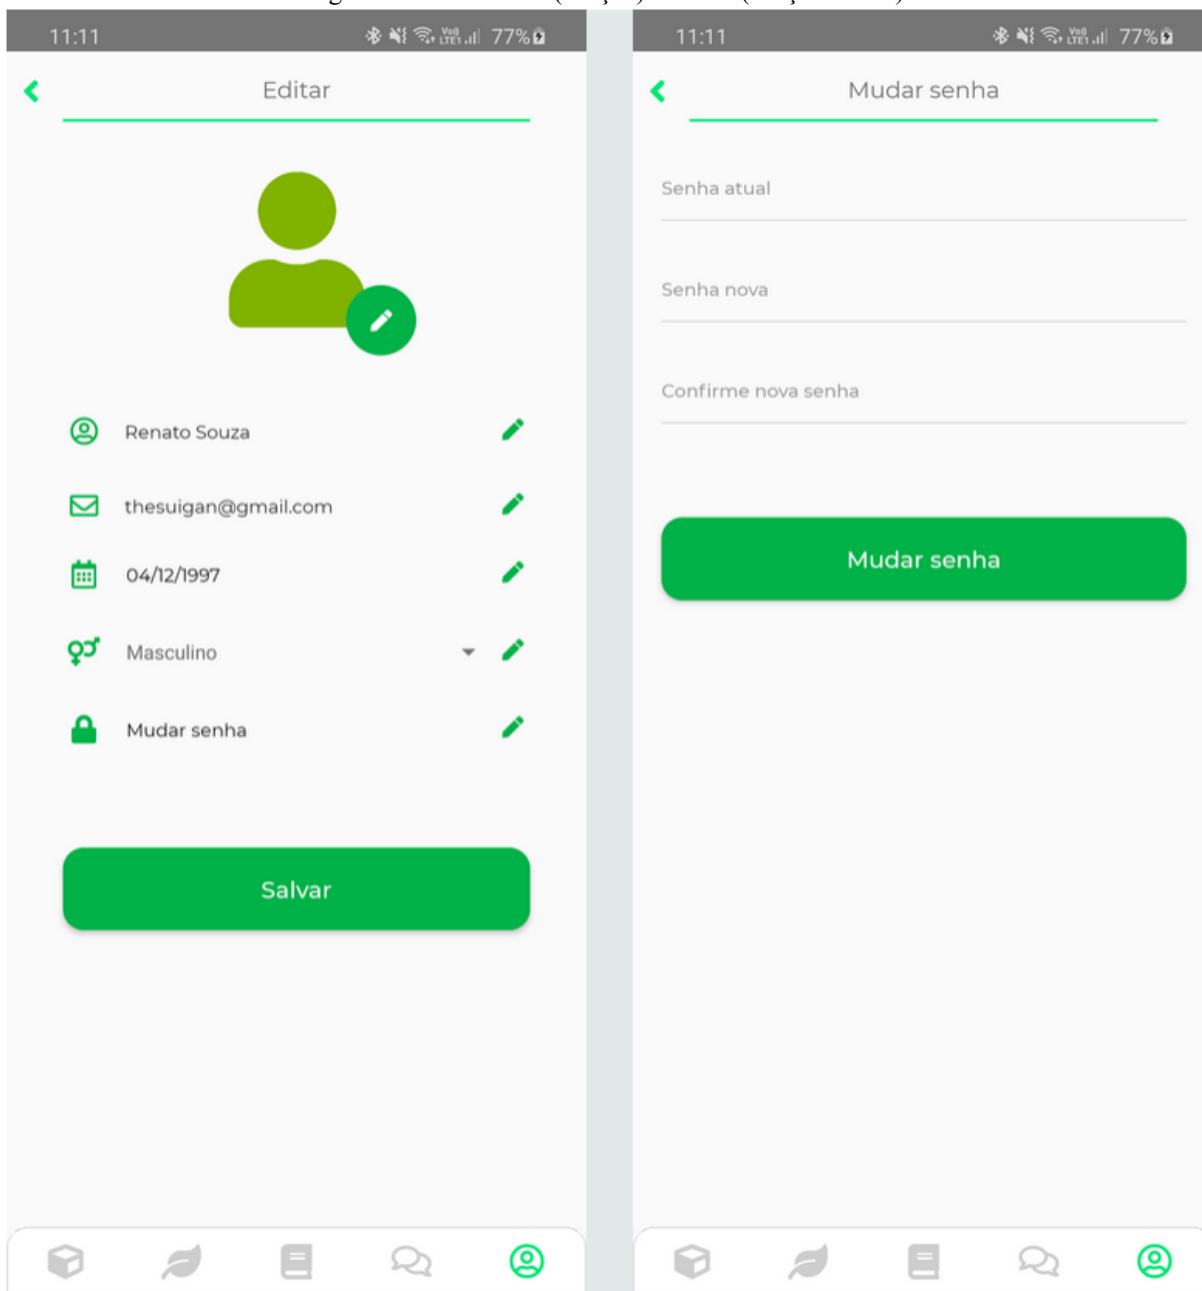 11:11
77%
Editar
Renato Souza
thesuigan@gmail.com
04/12/1997
Masculino
Mudar senha
Salvar
11:11
77%
Mudar senha
Senha atual
Senha nova
Confirme nova senha
Mudar senha